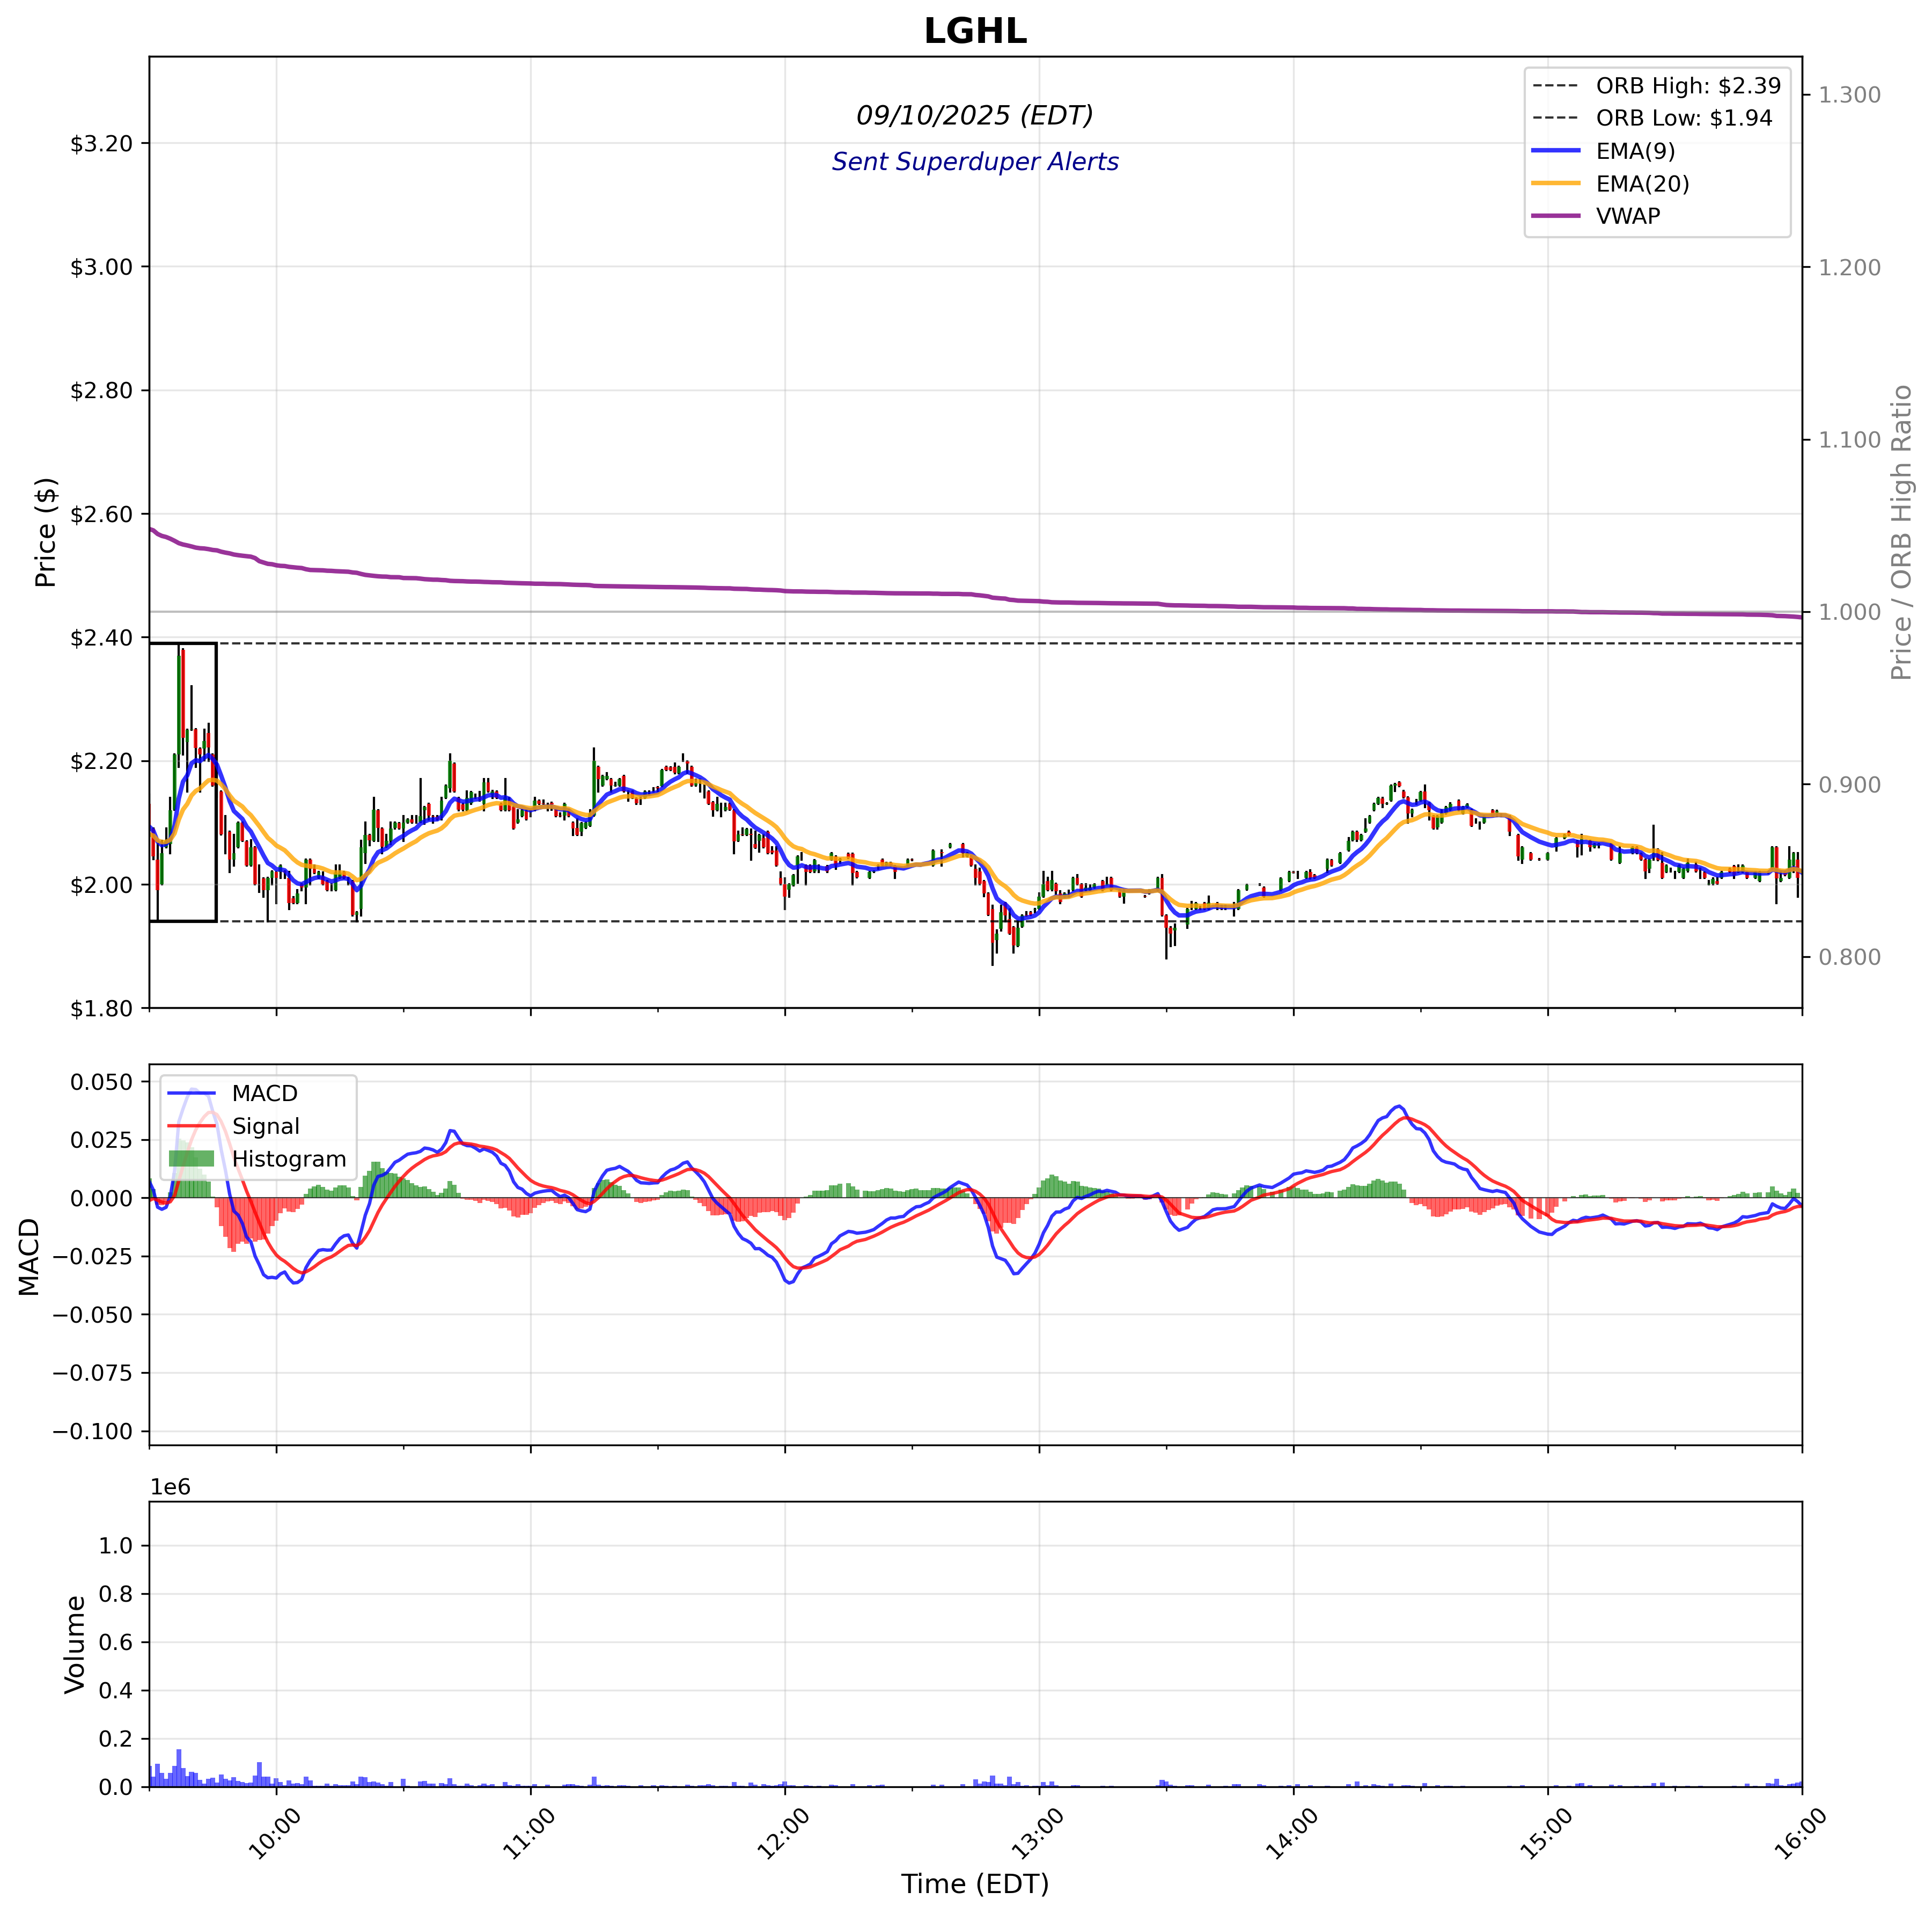 LGHL
09/10/2025 (EDT)
Sent Superduper Alerts
ORB High: $2.39
ORB Low: $1.94
EMA(9)
EMA(20)
VWAP
Price ($)
$3.20
$3.00
$2.80
$2.60
$2.40
$2.20
$2.00
$1.80
Price / ORB High Ratio
1.300
1.200
1.100
1.000
0.900
0.800
MACD
Signal
Histogram
MACD
0.050
0.025
0.000
−0.025
−0.050
−0.075
−0.100
1e6
Volume
1.0
0.8
0.6
0.4
0.2
0.0
10:00
11:00
12:00
13:00
14:00
15:00
16:00
Time (EDT)